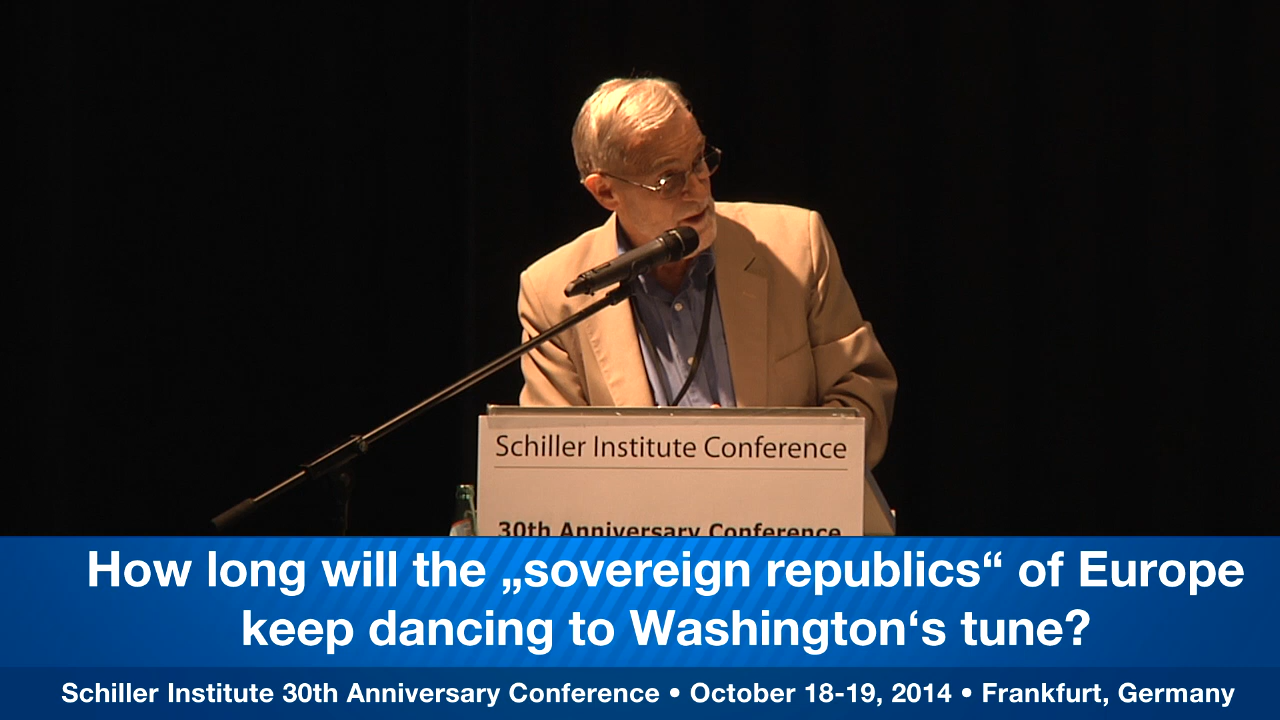 Schiller Institute Conference
30th Anniversary Conference
How long will the „sovereign republics“ of Europe
keep dancing to Washington‘s tune?
Schiller Institute 30th Anniversary Conference • October 18-19, 2014 • Frankfurt, Germany